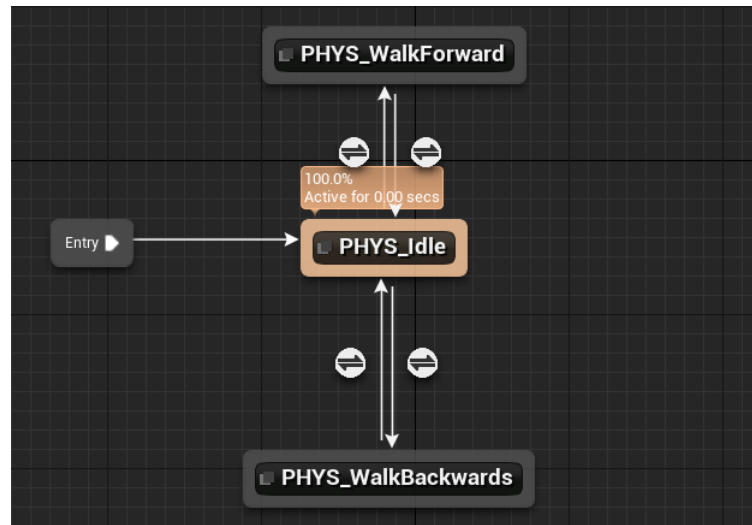 PHYS_WalkForward
100.0%
Active for 0.00 secs
Entry
PHYS_Idle
PHYS_WalkBackwards